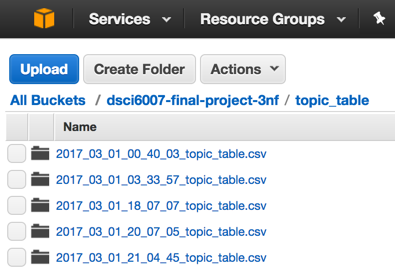 Services Resource Groups
Upload Create Folder Actions
All Buckets / dsci6007-final-project-3nf / topic_table
Name
2017_03_01_00_40_03_topic_table.csv
2017_03_01_03_33_57_topic_table.csv
2017_03_01_18_07_07_topic_table.csv
2017_03_01_20_07_05_topic_table.csv
2017_03_01_21_04_45_topic_table.csv